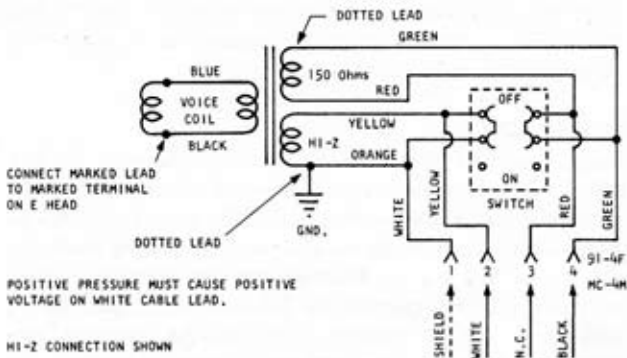 DOTTED LEAD
GREEN
BLUE
150 Ohms
OFF
VOICE
COIL
RED
YELLOW
BLACK
HI-Z
ORANGE
ON
CONNECT MARKED LEAD
TO MARKED TERMINAL
ON E HEAD
SWITCH
GND.
WHITE
YELLOW
RED
GREEN
DOTTED LEAD
1 2 3 4 91-4F
MC-4M
POSITIVE PRESSURE MUST CAUSE POSITIVE
VOLTAGE ON WHITE CABLE LEAD.
SHIELD
WHITE
N.C.
BLACK
HI-Z CONNECTION SHOWN